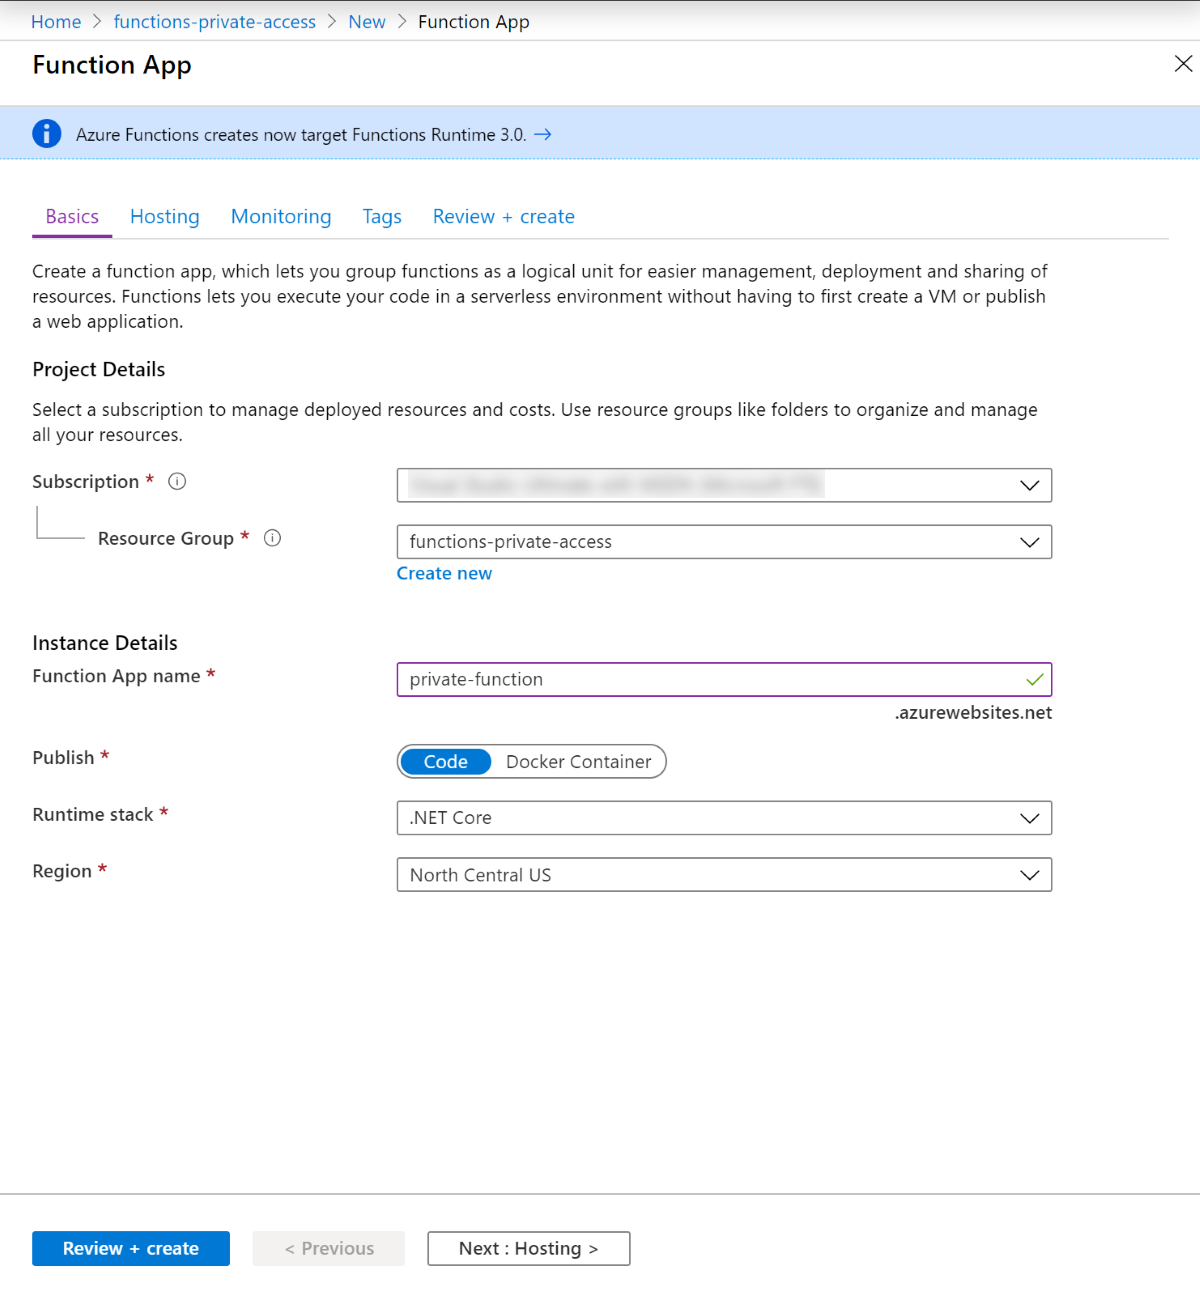 Home > functions-private-access > New > Function App
Function App
Azure Functions creates now target Functions Runtime 3.0. →
Basics Hosting Monitoring Tags Review + create
Create a function app, which lets you group functions as a logical unit for easier management, deployment and sharing of
resources. Functions lets you execute your code in a serverless environment without having to first create a VM or publish
a web application.
Project Details
Select a subscription to manage deployed resources and costs. Use resource groups like folders to organize and manage
all your resources.
Subscription *
Resource Group * functions-private-access
Create new
Instance Details
Function App name * private-function
.azurewebsites.net
Publish * Code Docker Container
Runtime stack * .NET Core
Region * North Central US
Review + create < Previous Next : Hosting >